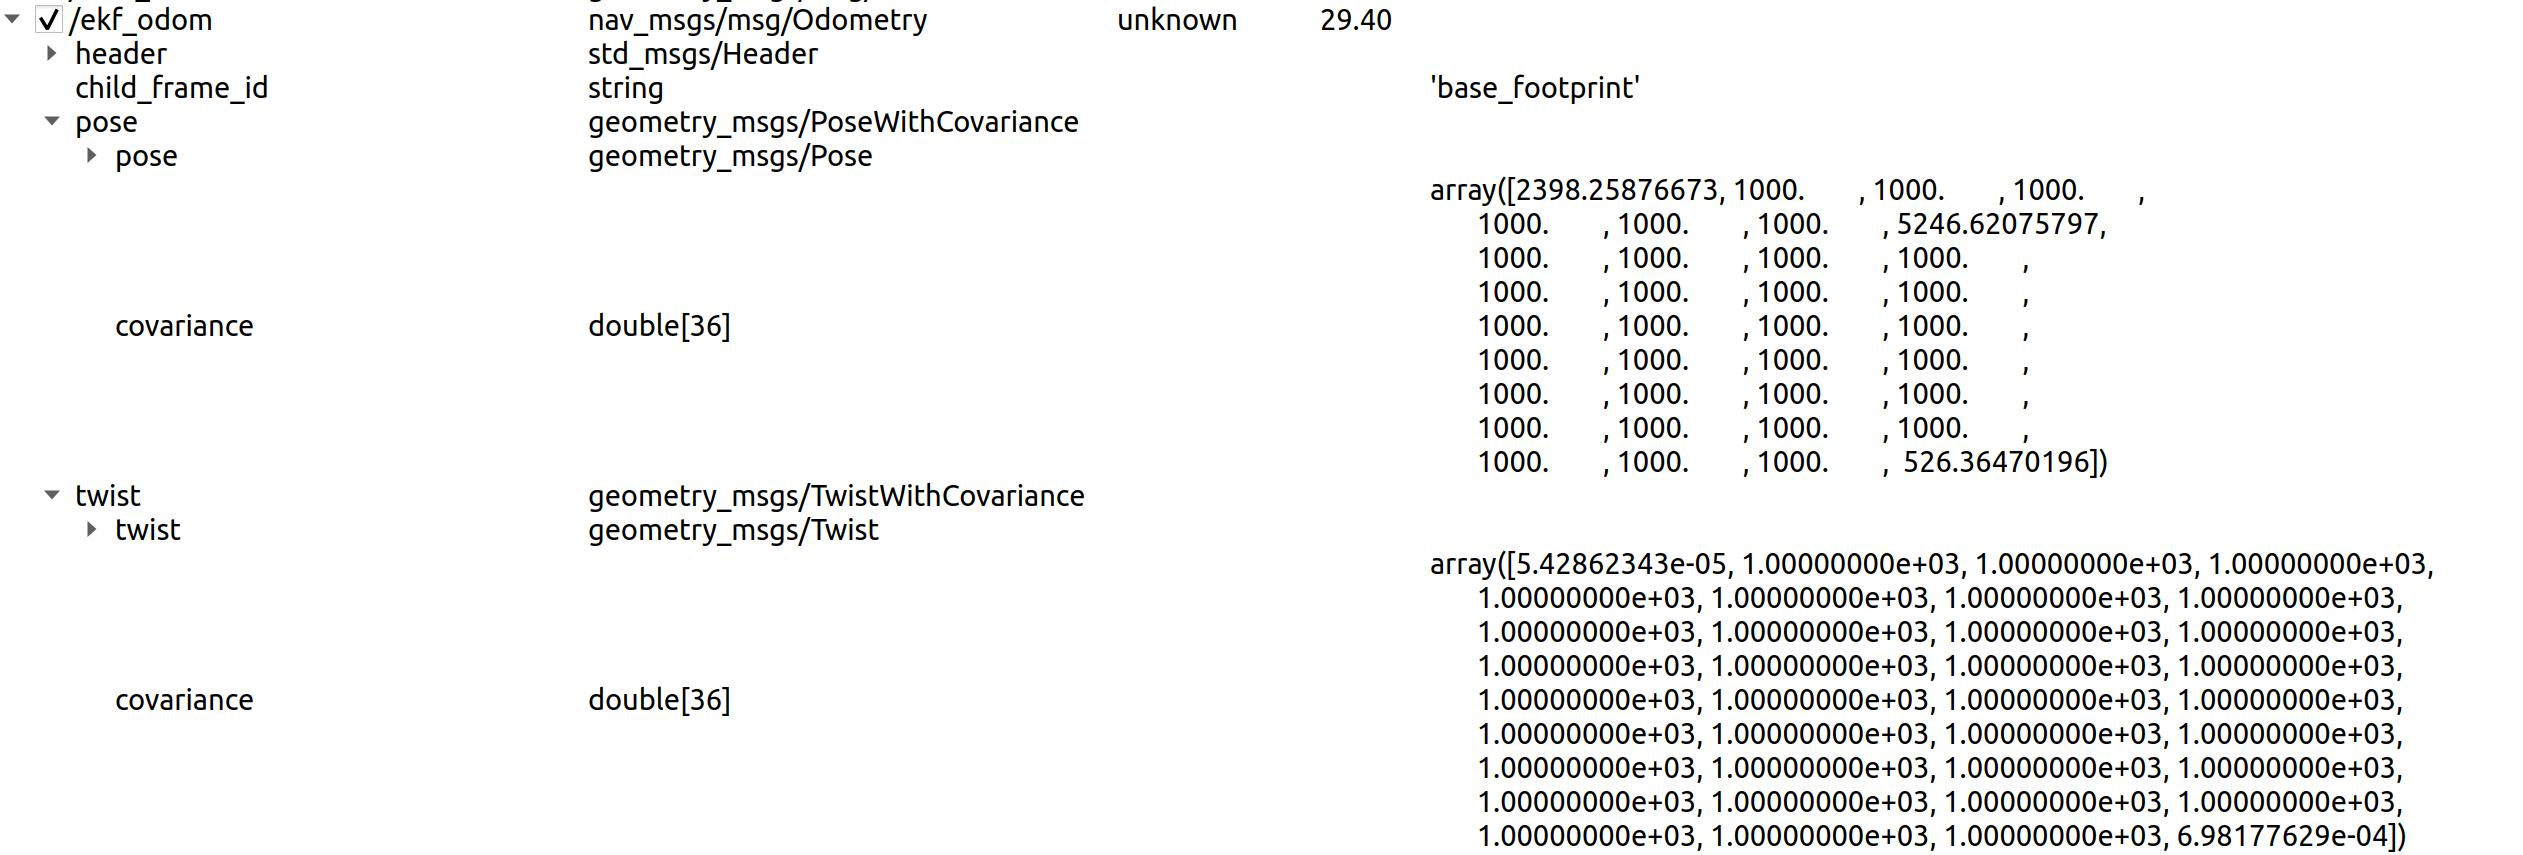 /ekf_odom nav_msgs/msg/Odometry unknown 29.40
header std_msgs/Header
child_frame_id string 'base_footprint'
pose geometry_msgs/PoseWithCovariance
pose geometry_msgs/Pose
array([2398.25876673, 1000. , 1000. , 1000. ,
1000. , 1000. , 1000. , 5246.62075797,
1000. , 1000. , 1000. , 1000. ,
1000. , 1000. , 1000. , 1000. ,
covariance double[36] 1000. , 1000. , 1000. , 1000. ,
1000. , 1000. , 1000. , 1000. ,
1000. , 1000. , 1000. , 1000. ,
1000. , 1000. , 1000. , 1000. ,
1000. , 1000. , 1000. , 526.36470196])
twist geometry_msgs/TwistWithCovariance
twist geometry_msgs/Twist
array([5.42862343e-05, 1.00000000e+03, 1.00000000e+03, 1.00000000e+03,
1.00000000e+03, 1.00000000e+03, 1.00000000e+03, 1.00000000e+03,
1.00000000e+03, 1.00000000e+03, 1.00000000e+03, 1.00000000e+03,
1.00000000e+03, 1.00000000e+03, 1.00000000e+03, 1.00000000e+03,
covariance double[36] 1.00000000e+03, 1.00000000e+03, 1.00000000e+03, 1.00000000e+03,
1.00000000e+03, 1.00000000e+03, 1.00000000e+03, 1.00000000e+03,
1.00000000e+03, 1.00000000e+03, 1.00000000e+03, 1.00000000e+03,
1.00000000e+03, 1.00000000e+03, 1.00000000e+03, 1.00000000e+03,
1.00000000e+03, 1.00000000e+03, 1.00000000e+03, 6.98177629e-04])